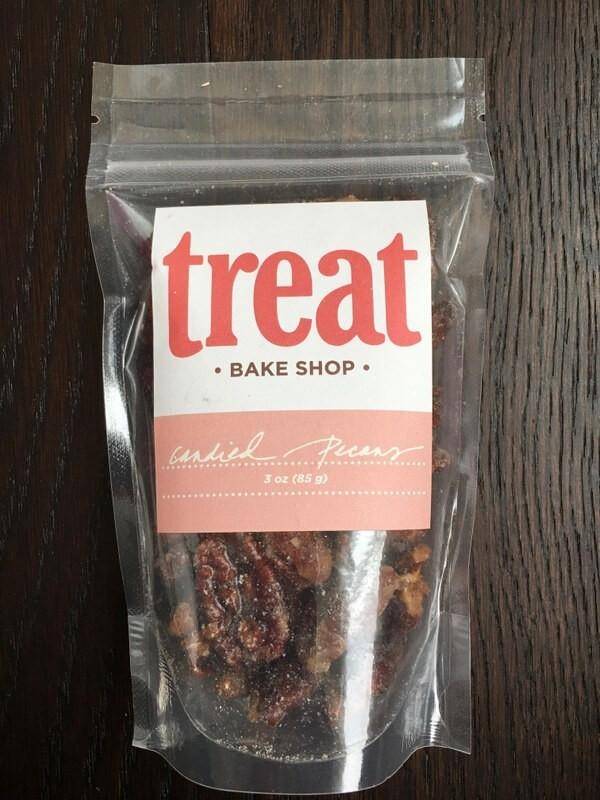 treat
• BAKE SHOP •
candied Pecans
3 oz (85 g)